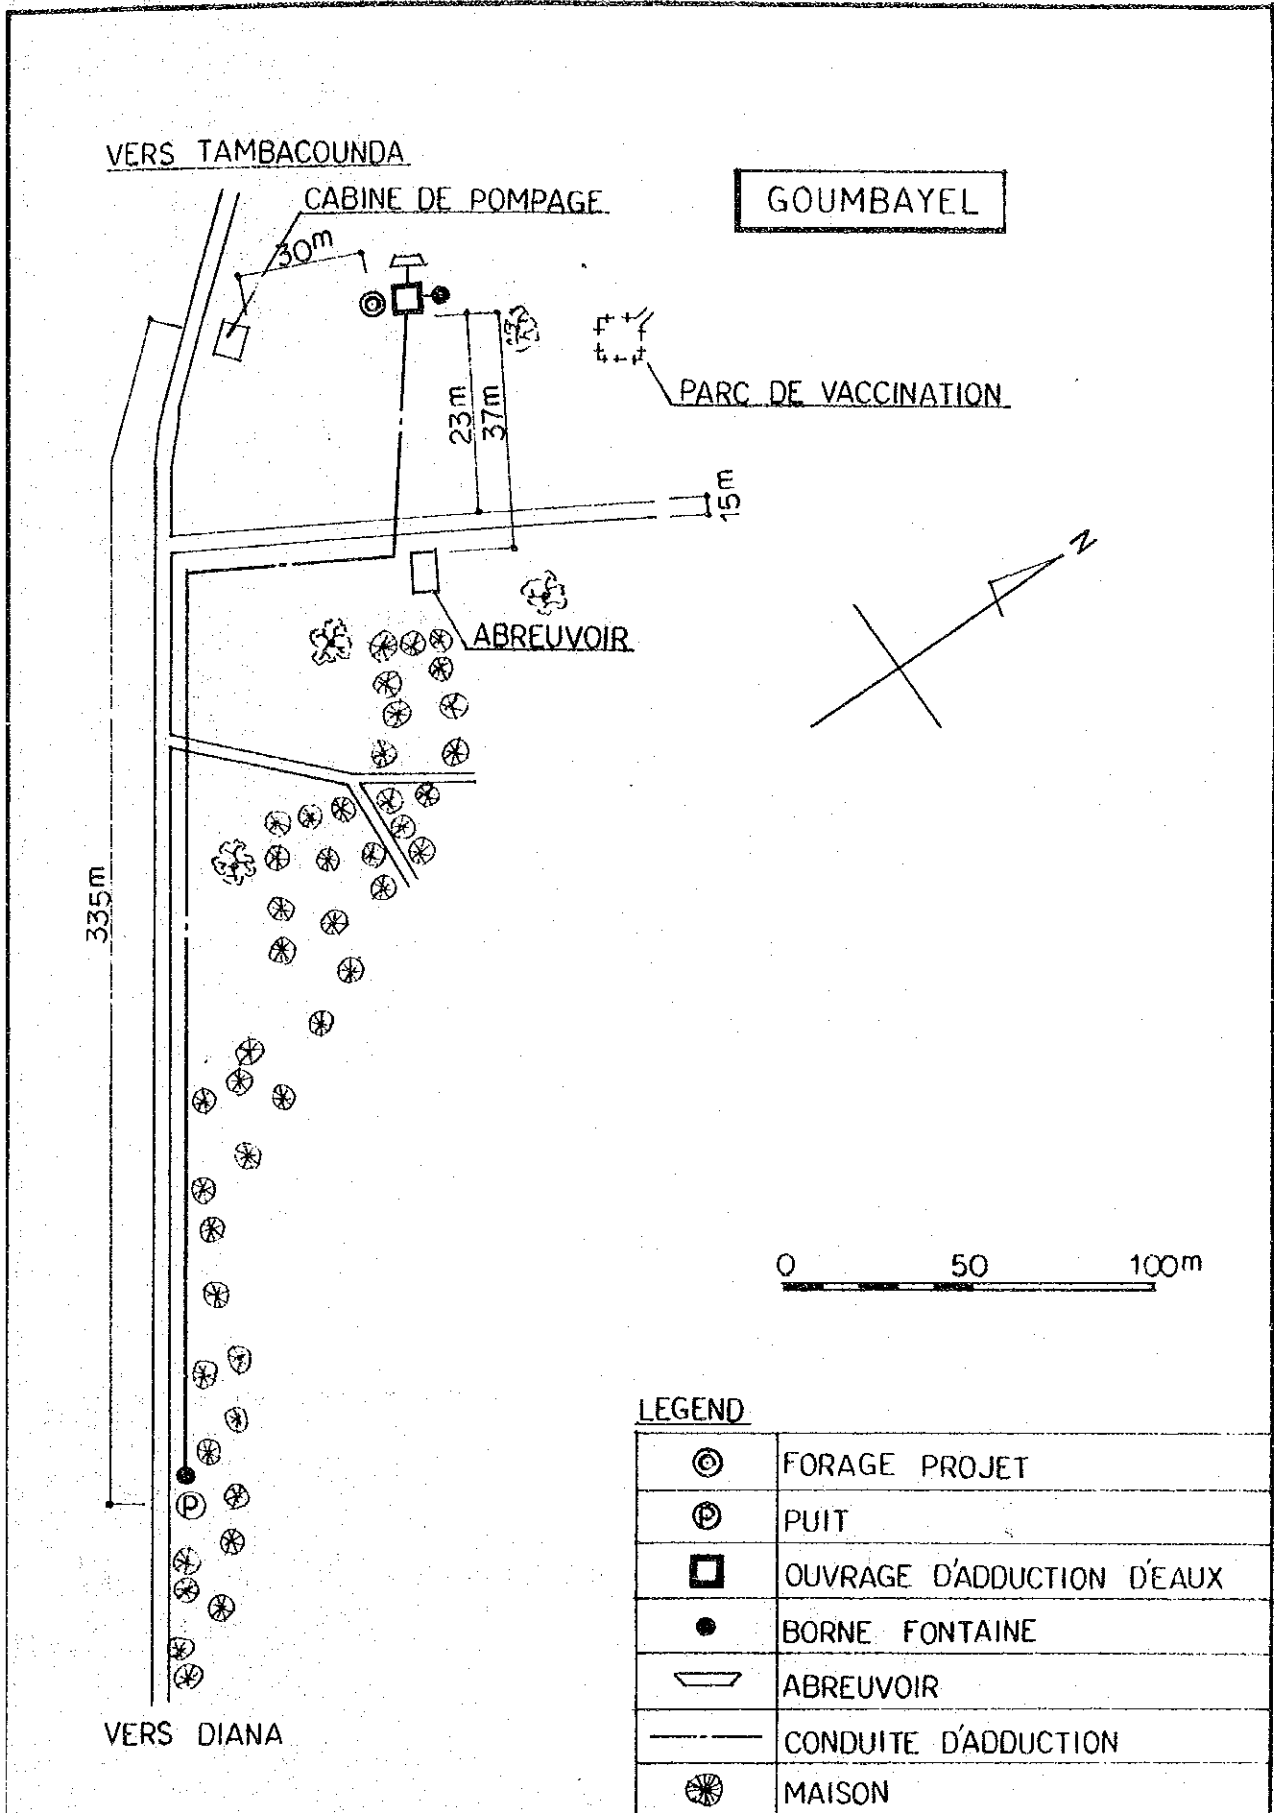 VERS TAMBACOUNDA
CABINE DE POMPAGE
GOUMBAYEL
30m
PARC DE VACCINATION
23m
37m
15m
N
ABREUVOIR
335m
0 50 100m
P
VERS DIANA
LEGEND
FORAGE PROJET
P PUIT
OUVRAGE D'ADDUCTION D'EAUX
BORNE FONTAINE
ABREUVOIR
CONDUITE D'ADDUCTION
MAISON